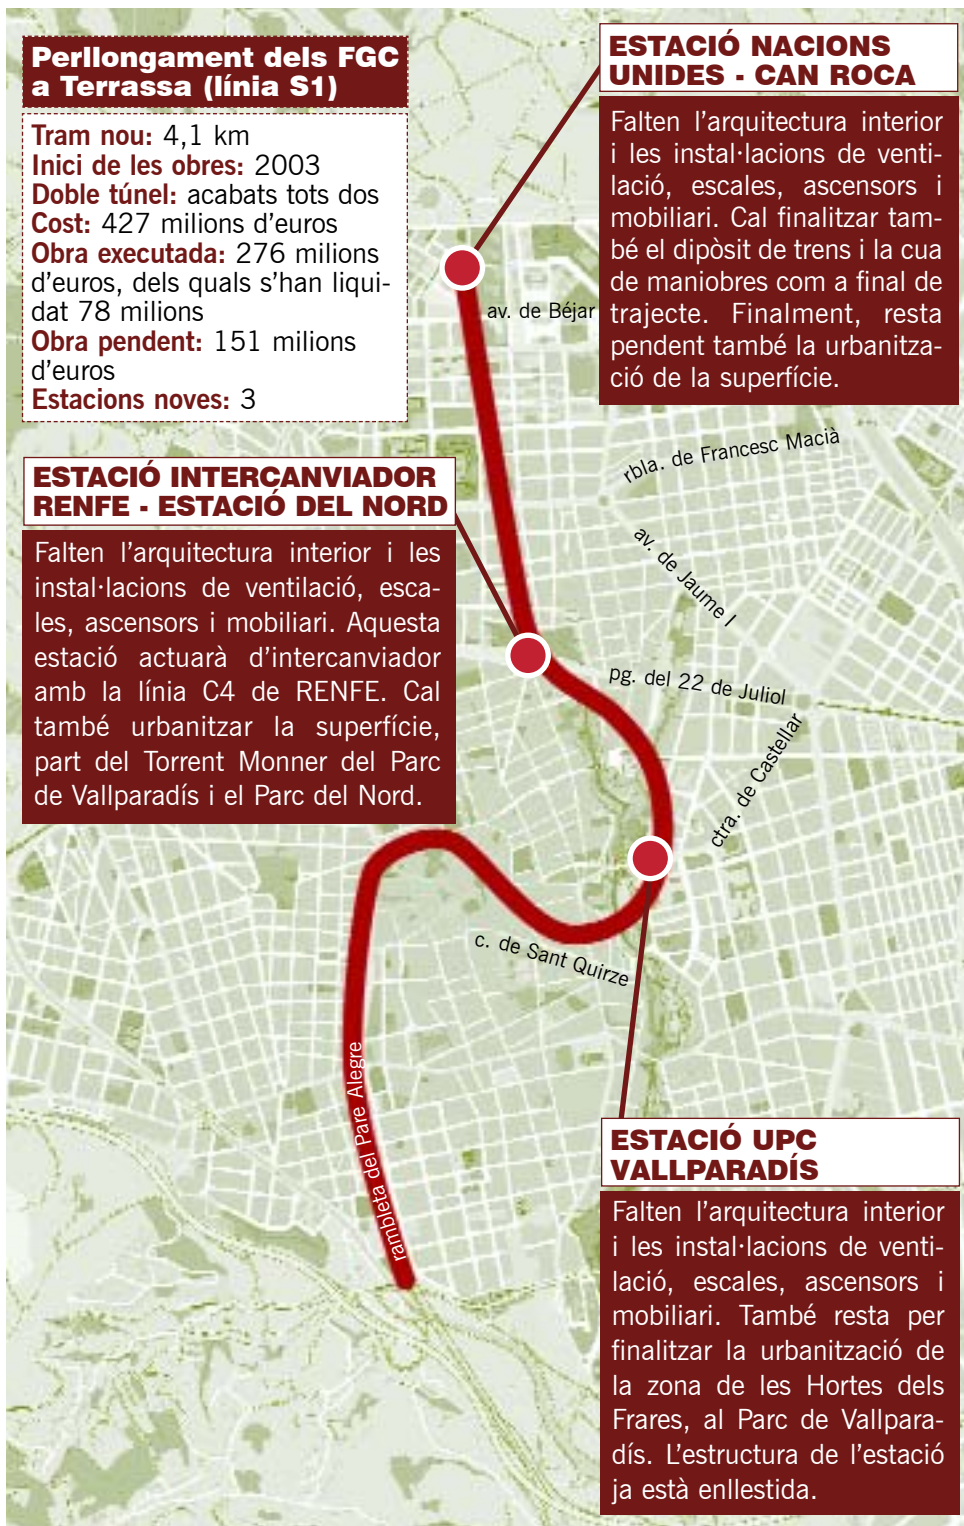 Perllongament dels FGC
a Terrassa (línia S1)
Tram nou: 4,1 km
Inici de les obres: 2003
Doble túnel: acabats tots dos
Cost: 427 milions d’euros
Obra executada: 276 milions
d’euros, dels quals s’han liqui-
dat 78 milions
Obra pendent: 151 milions
d’euros
Estacions noves: 3
ESTACIÓ NACIONS
UNIDES - CAN ROCA
Falten l’arquitectura interior
i les instal·lacions de venti-
lació, escales, ascensors i
mobiliari. Cal finalitzar tam-
bé el dipòsit de trens i la cua
de maniobres com a final de
trajecte. Finalment, resta
pendent també la urbanitza-
ció de la superfície.
av. de Béjar
rbla. de Francesc Macià
av. de Jaume I
ESTACIÓ INTERCANVIADOR
RENFE - ESTACIÓ DEL NORD
Falten l’arquitectura interior i les
instal·lacions de ventilació, esca-
les, ascensors i mobiliari. Aquesta
estació actuarà d’intercanviador
amb la línia C4 de RENFE. Cal
també urbanitzar la superfície,
part del Torrent Monner del Parc
de Vallparadís i el Parc del Nord.
pg. del 22 de Juliol
ctra. de Castellar
c. de Sant Quirze
rambleta del Pare Alegre
ESTACIÓ UPC
VALLPARADÍS
Falten l’arquitectura interior
i les instal·lacions de venti-
lació, escales, ascensors i
mobiliari. També resta per
finalitzar la urbanització de
la zona de les Hortes dels
Frares, al Parc de Vallpara-
dís. L’estructura de l’estació
ja està enllestida.